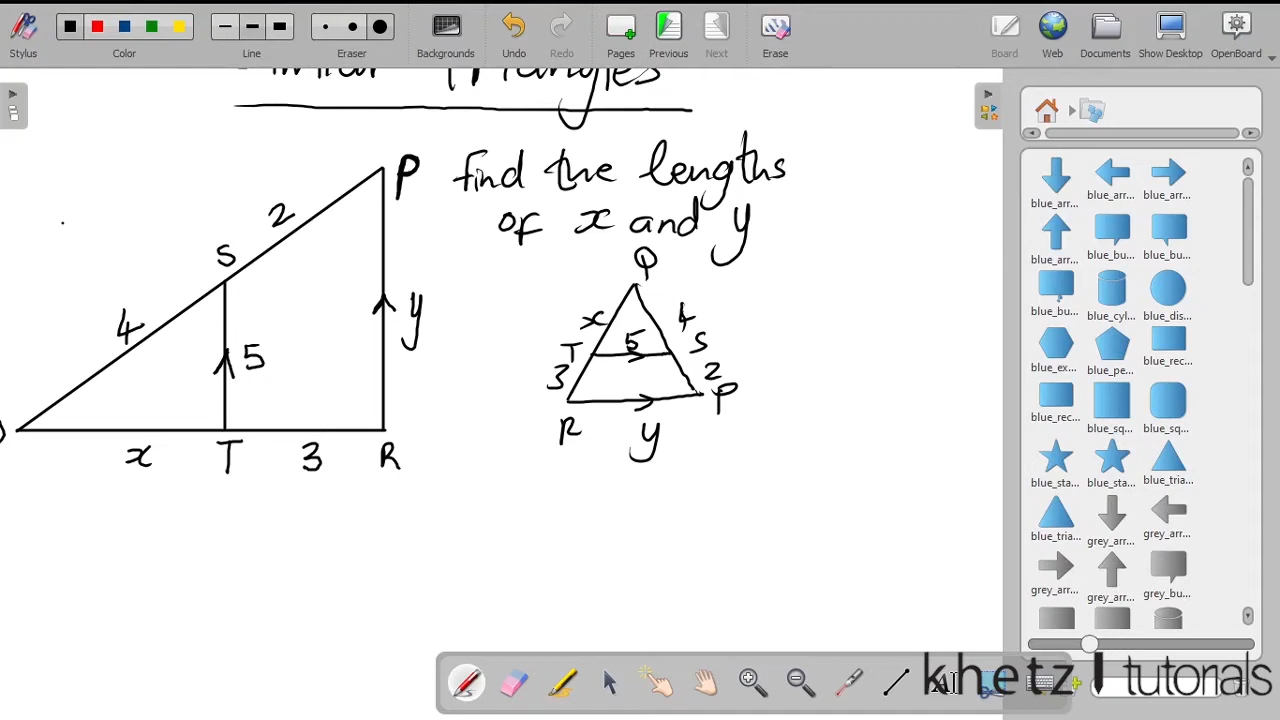 Stylus
Color
Line
Eraser
Backgrounds
Undo
Redo
Pages
Previous
Next
Erase
Board
Web
Documents
Show Desktop
OpenBoard
Triangles
P
find the lengths
of x and y
2
S
4
5
y
x
T
3
R
Q
x
4
T
5
S
3
2
P
R
y
blue_arr...
blue_arr...
blue_arr...
blue_arr...
blue_bu...
blue_bu...
blue_bu...
blue_cyl...
blue_dis...
blue_ex...
blue_pe...
blue_rec...
blue_rec...
blue_sq...
blue_sq...
blue_sta...
blue_sta...
blue_tria...
blue_tria...
grey_arr...
grey_arr...
grey_arr...
grey_arr...
grey_bu...
khetz tutorials